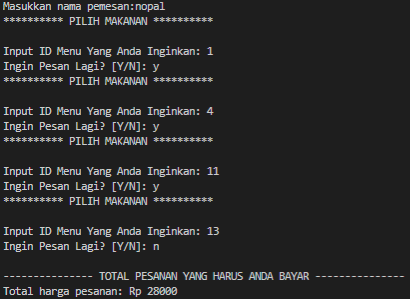 Masukkan nama pemesan:nopal
********** PILIH MAKANAN **********
Input ID Menu Yang Anda Inginkan: 1
Ingin Pesan Lagi? [Y/N]: y
********** PILIH MAKANAN **********
Input ID Menu Yang Anda Inginkan: 4
Ingin Pesan Lagi? [Y/N]: y
********** PILIH MAKANAN **********
Input ID Menu Yang Anda Inginkan: 11
Ingin Pesan Lagi? [Y/N]: y
********** PILIH MAKANAN **********
Input ID Menu Yang Anda Inginkan: 13
Ingin Pesan Lagi? [Y/N]: n
--------------- TOTAL PESANAN YANG HARUS ANDA BAYAR ---------------
Total harga pesanan: Rp 28000